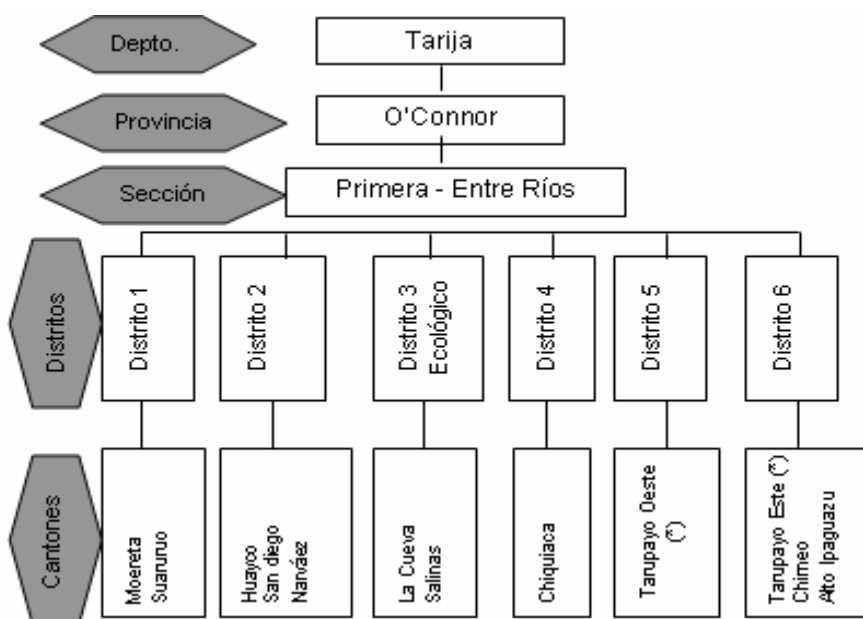 Depto.
Tarija
Provincia
O'Connor
Sección
Primera - Entre Ríos
Distritos
Distrito 1
Distrito 2
Distrito 3
Ecológico
Distrito 4
Distrito 5
Distrito 6
Cantones
Moereta
Suaruruo
Huayco
San diego
Narváez
La Cueva
Salinas
Chiquiaca
Tarupayo Oeste
(*)
Tarupayo Este (*)
Chimeo
Alto Ipaguazu